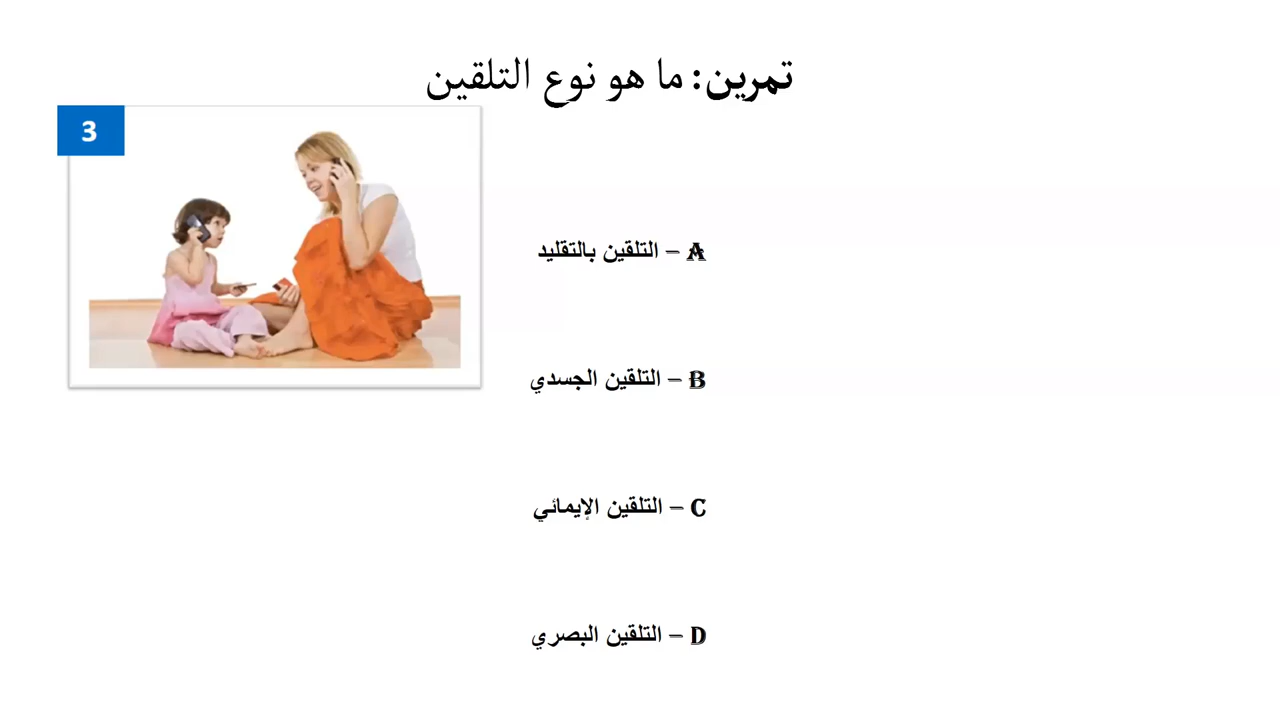 تمرين: ما هو نوع التلقين
3
A – التلقين بالتقليد
B – التلقين الجسدي
C – التلقين الإيمائي
D – التلقين البصري